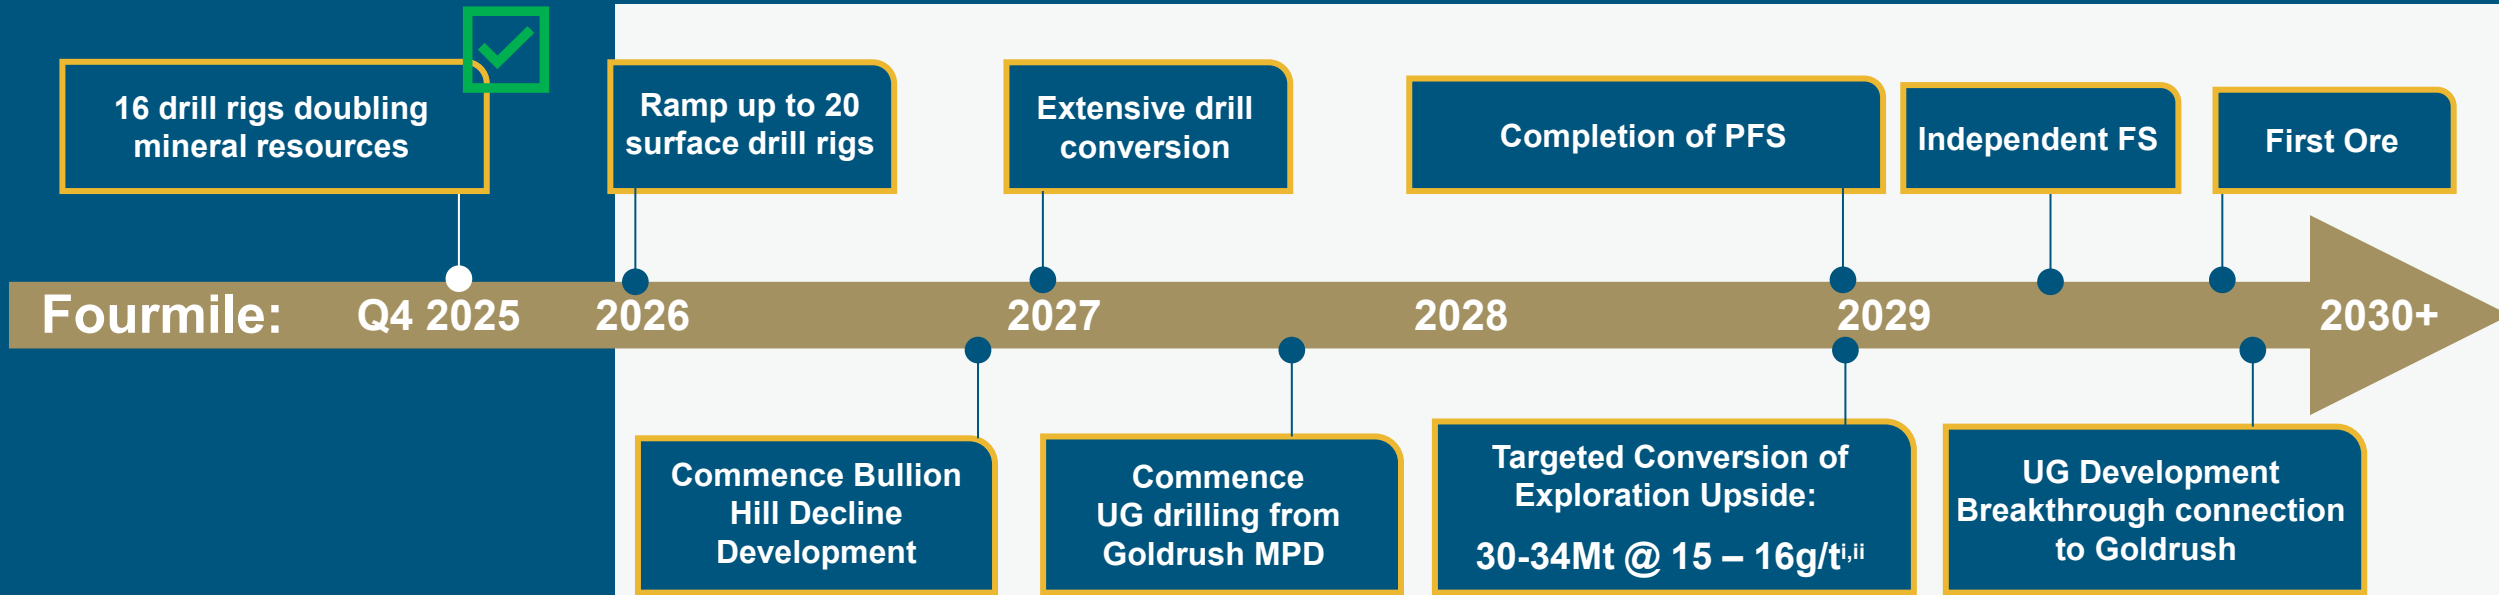 16 drill rigs doubling
mineral resources
Ramp up to 20
surface drill rigs
Extensive drill
conversion
Completion of PFS
Independent FS
First Ore
Fourmile: Q4 2025 2026 2027 2028 2029 2030+
Commence Bullion
Hill Decline
Development
Commence
UG drilling from
Goldrush MPD
Targeted Conversion of
Exploration Upside:
30-34Mt @ 15 – 16g/tⁱ,ⁱⁱ
UG Development
Breakthrough connection
to Goldrush